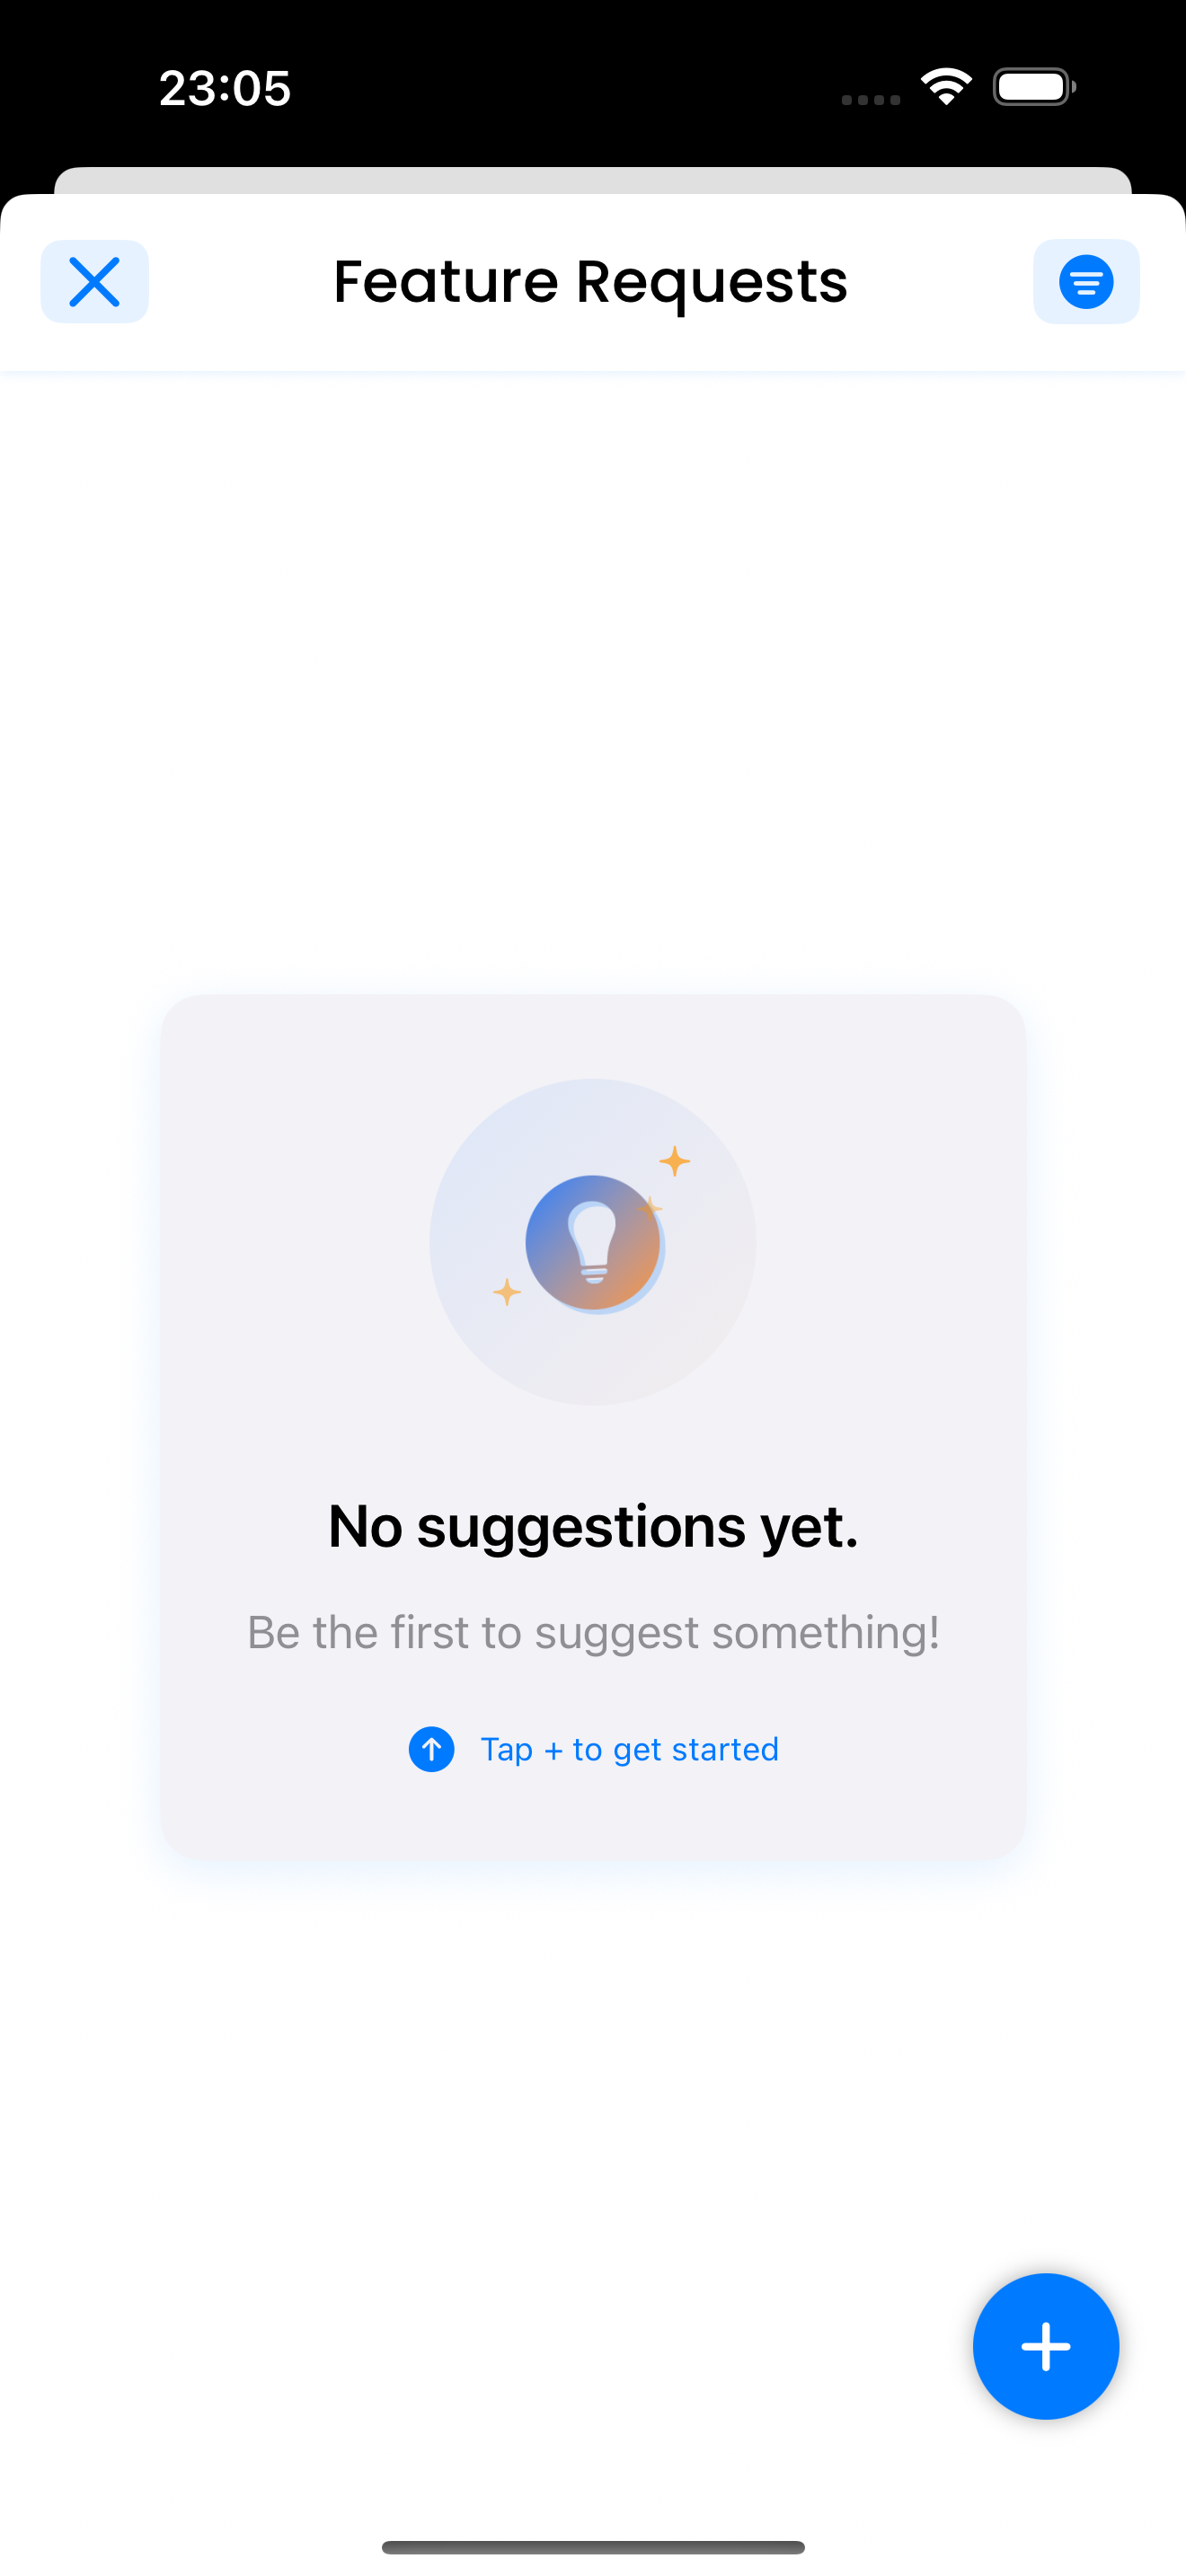 23:05
Feature Requests
No suggestions yet.
Be the first to suggest something!
Tap + to get started